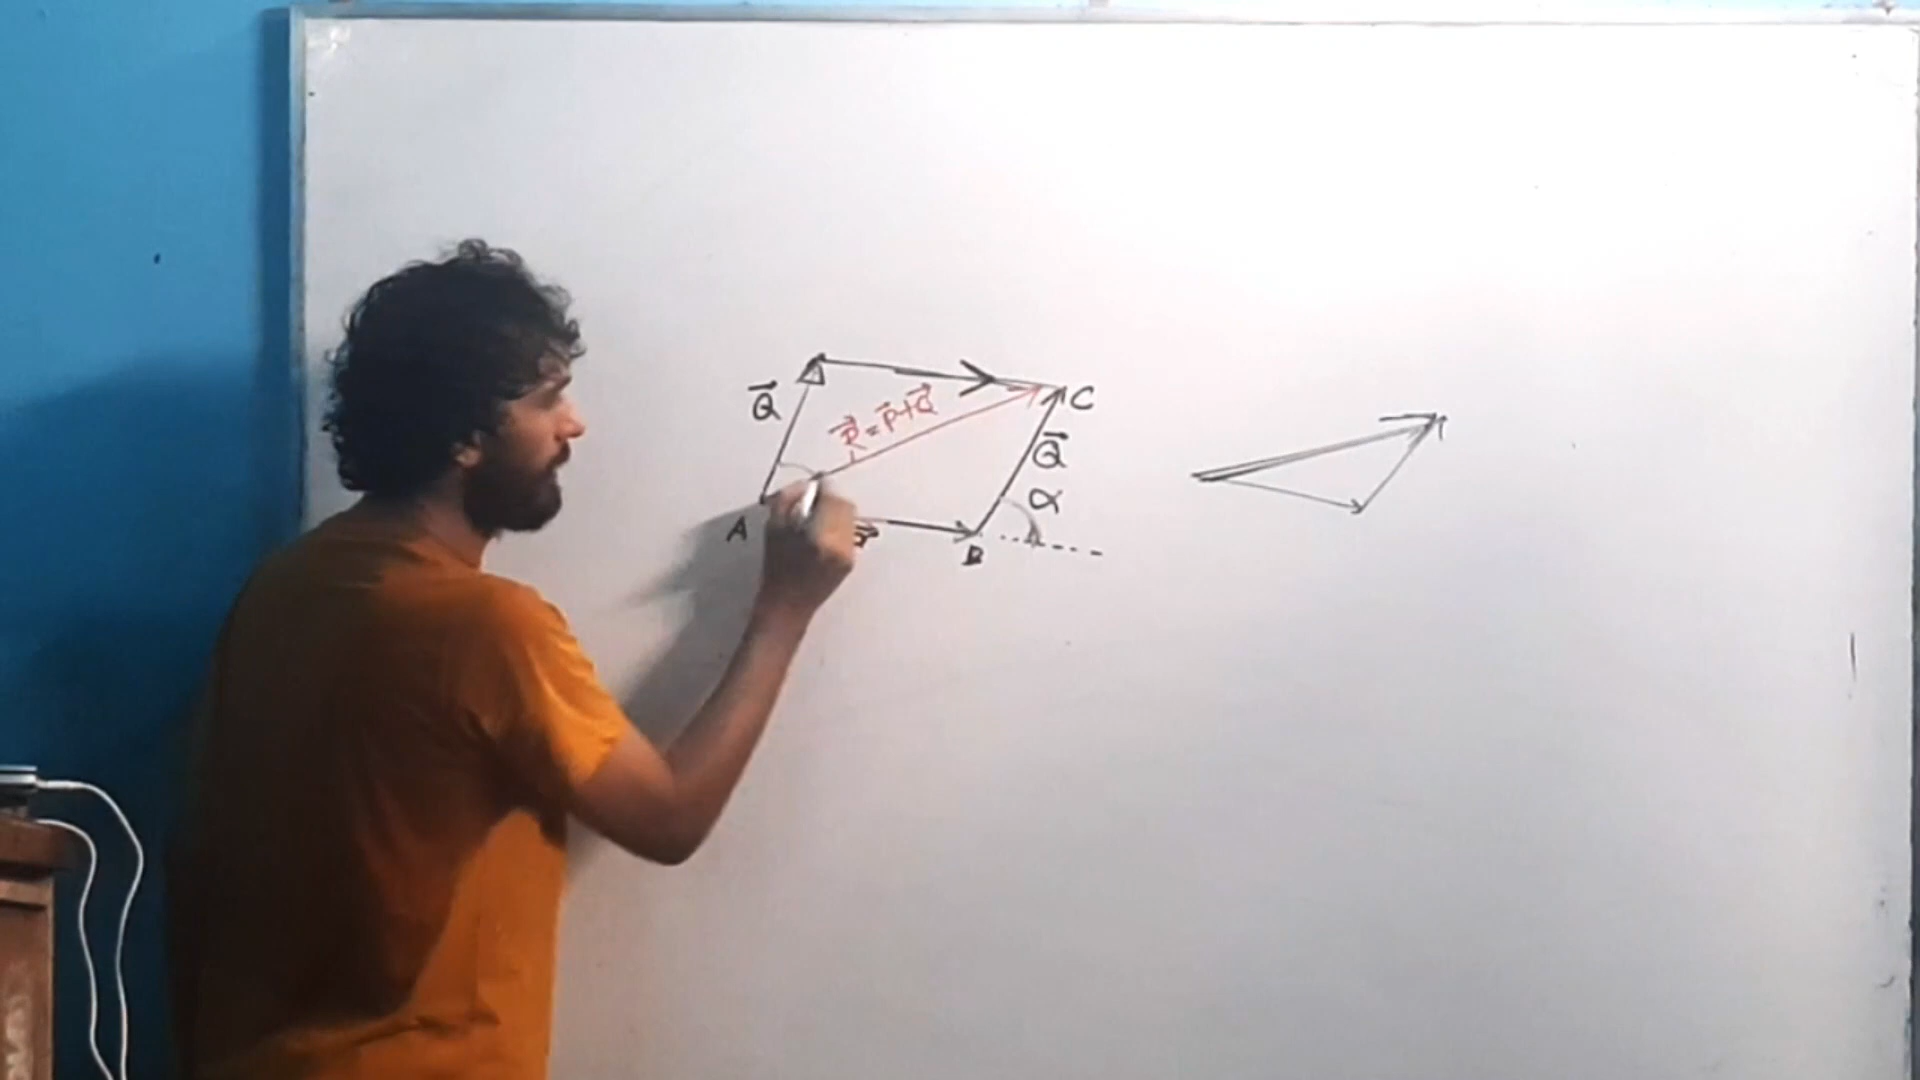 Q⃗
R⃗ = P⃗+Q⃗
C
Q⃗
α
A
B